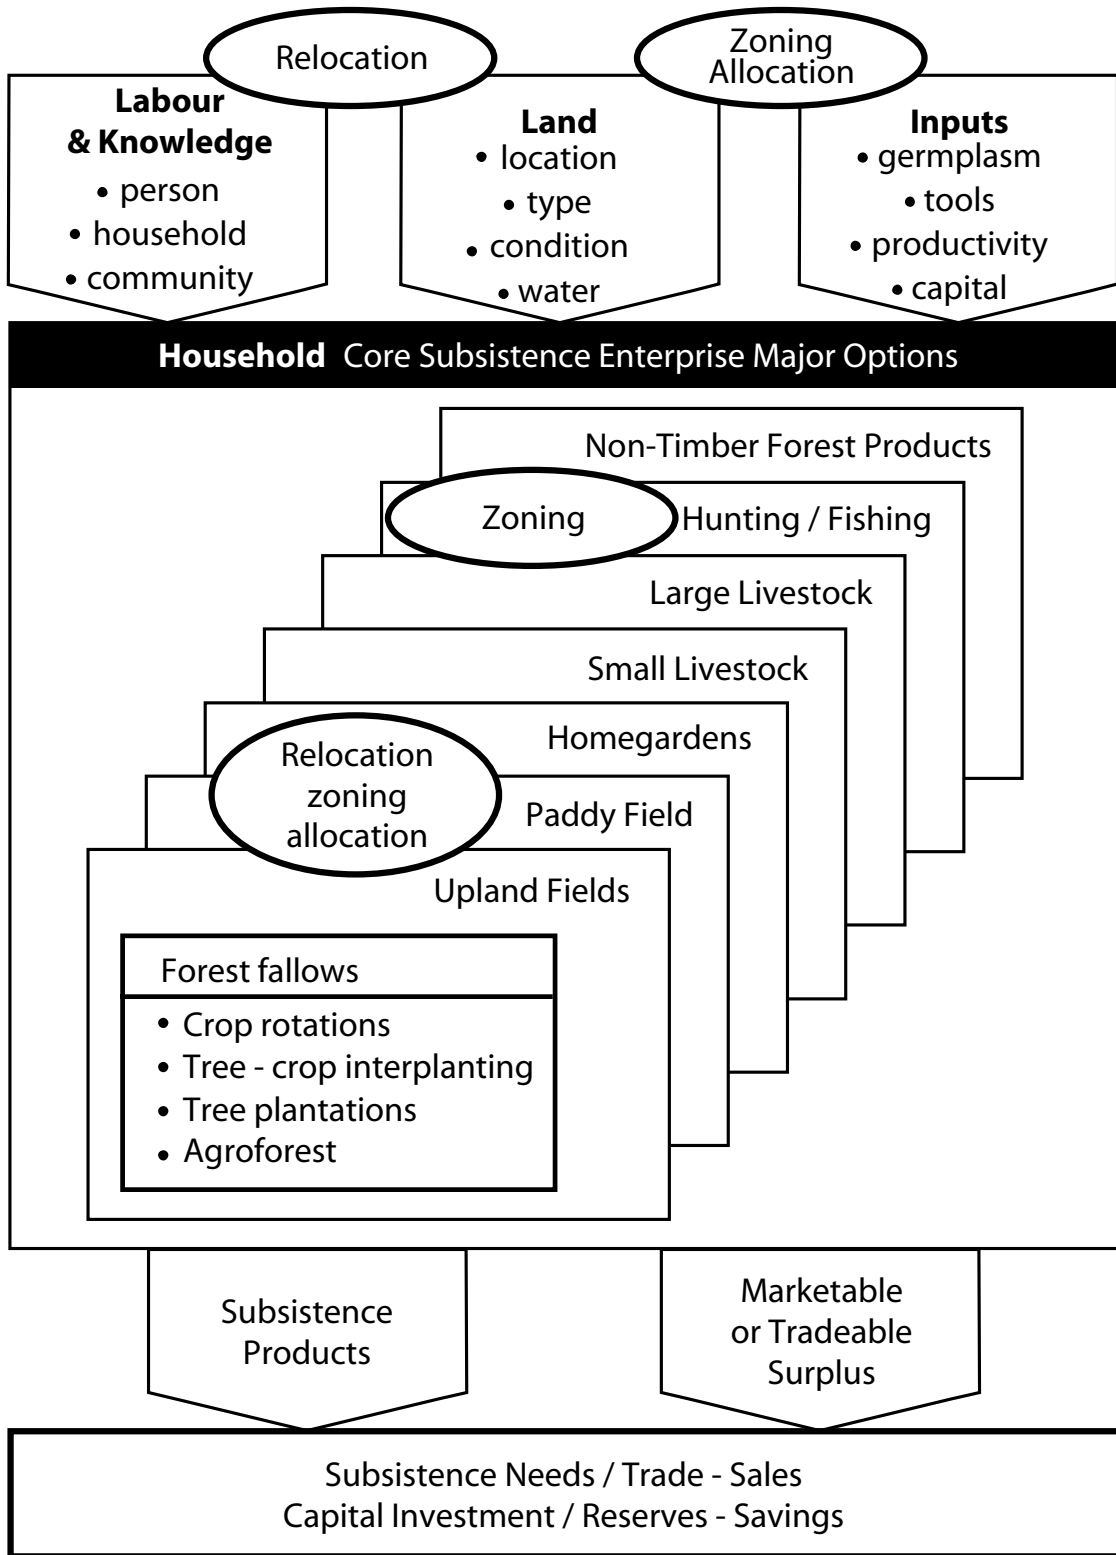 Relocation
Zoning
Allocation
Labour
& Knowledge
• person
• household
• community
Land
• location
• type
• condition
• water
Inputs
• germplasm
• tools
• productivity
• capital
Household Core Subsistence Enterprise Major Options
Non-Timber Forest Products
Zoning
Hunting / Fishing
Large Livestock
Small Livestock
Homegardens
Relocation
zoning
allocation
Paddy Field
Upland Fields
Forest fallows
• Crop rotations
• Tree - crop interplanting
• Tree plantations
• Agroforest
Subsistence
Products
Marketable
or Tradeable
Surplus
Subsistence Needs / Trade - Sales
Capital Investment / Reserves - Savings